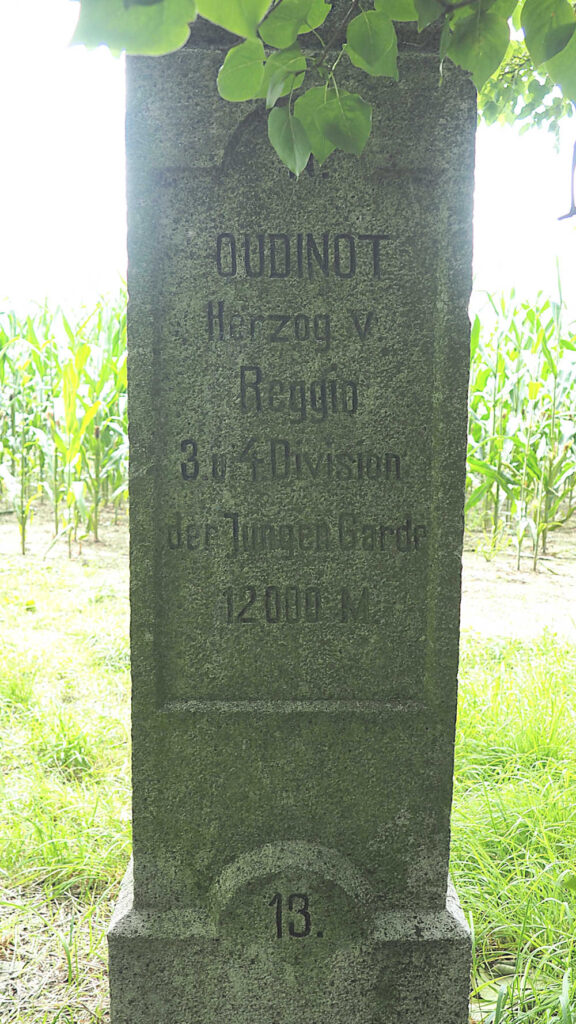 OUDINOT
Herzog v
Reggio
3. u 4 Division
der Jungen Garde
12000 M.
13.